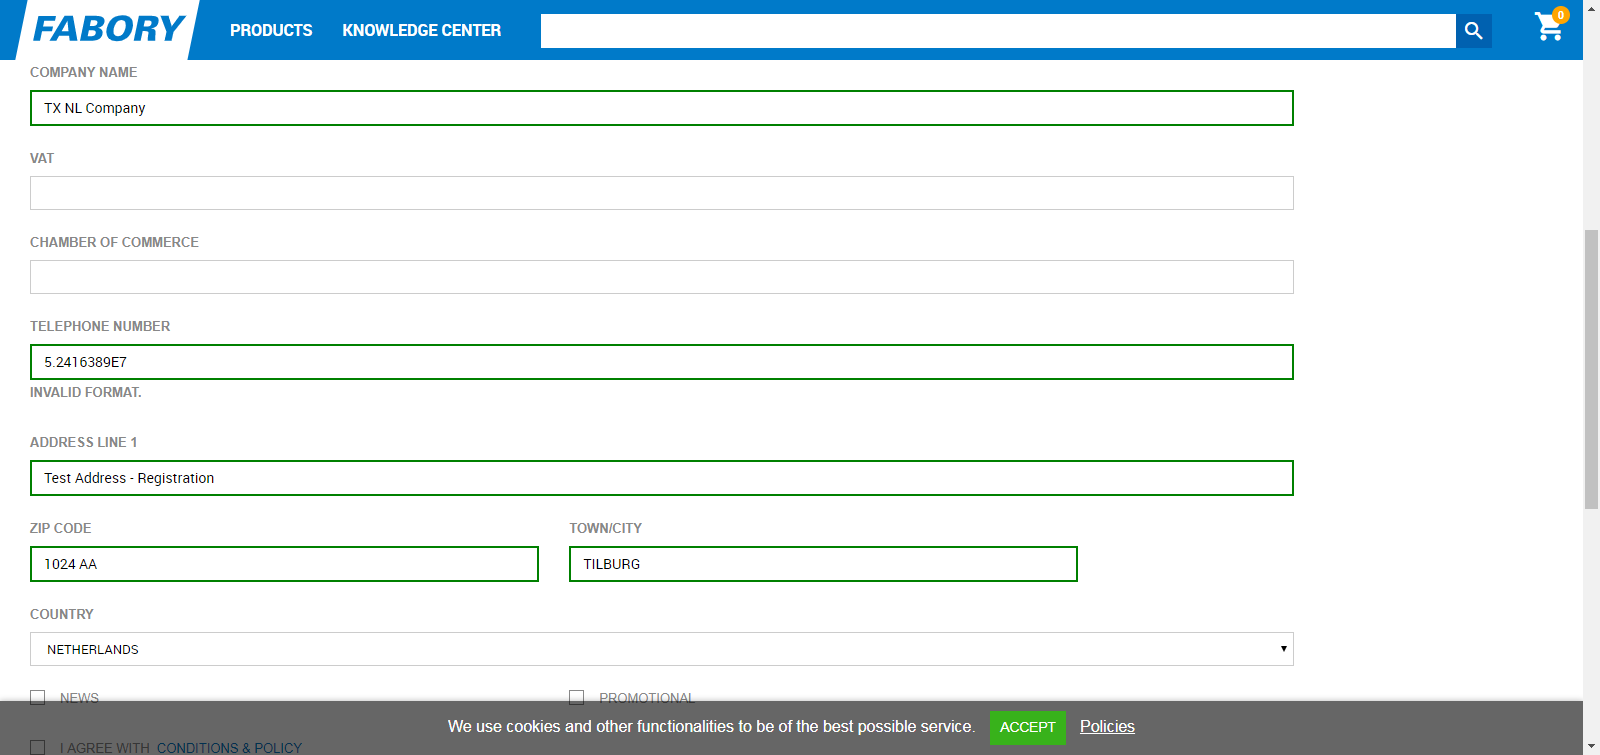 FABORY PRODUCTS KNOWLEDGE CENTER 0
COMPANY NAME
TX NL Company
VAT
CHAMBER OF COMMERCE
TELEPHONE NUMBER
5.2416389E7
INVALID FORMAT.
ADDRESS LINE 1
Test Address - Registration
ZIP CODE TOWN/CITY
1024 AA TILBURG
COUNTRY
NETHERLANDS
NEWS PROMOTIONAL
We use cookies and other functionalities to be of the best possible service. ACCEPT Policies
I AGREE WITH CONDITIONS & POLICY